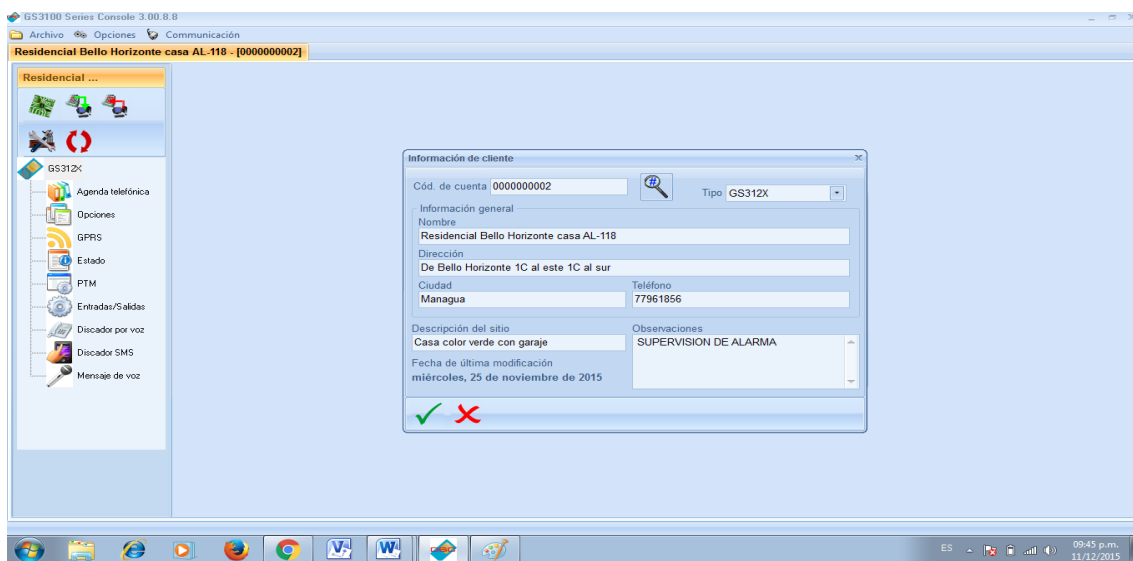 GS3100 Series Console 3.00.8.8
Archivo Opciones Communicación
Residencial Bello Horizonte casa AL-118 - [0000000002]
Residencial ...
GS312X
Agenda telefónica
Opciones
GPRS
Estado
PTM
Entradas/Salidas
Discador por voz
Discador SMS
Mensaje de voz
Información de cliente
Cód. de cuenta 0000000002 Tipo GS312X
Información general
Nombre
Residencial Bello Horizonte casa AL-118
Dirección
De Bello Horizonte 1C al este 1C al sur
Ciudad Teléfono
Managua 77961856
Descripción del sitio Observaciones
Casa color verde con garaje SUPERVISION DE ALARMA
Fecha de última modificación
miércoles, 25 de noviembre de 2015
ES 09:45 p.m.
11/12/2015